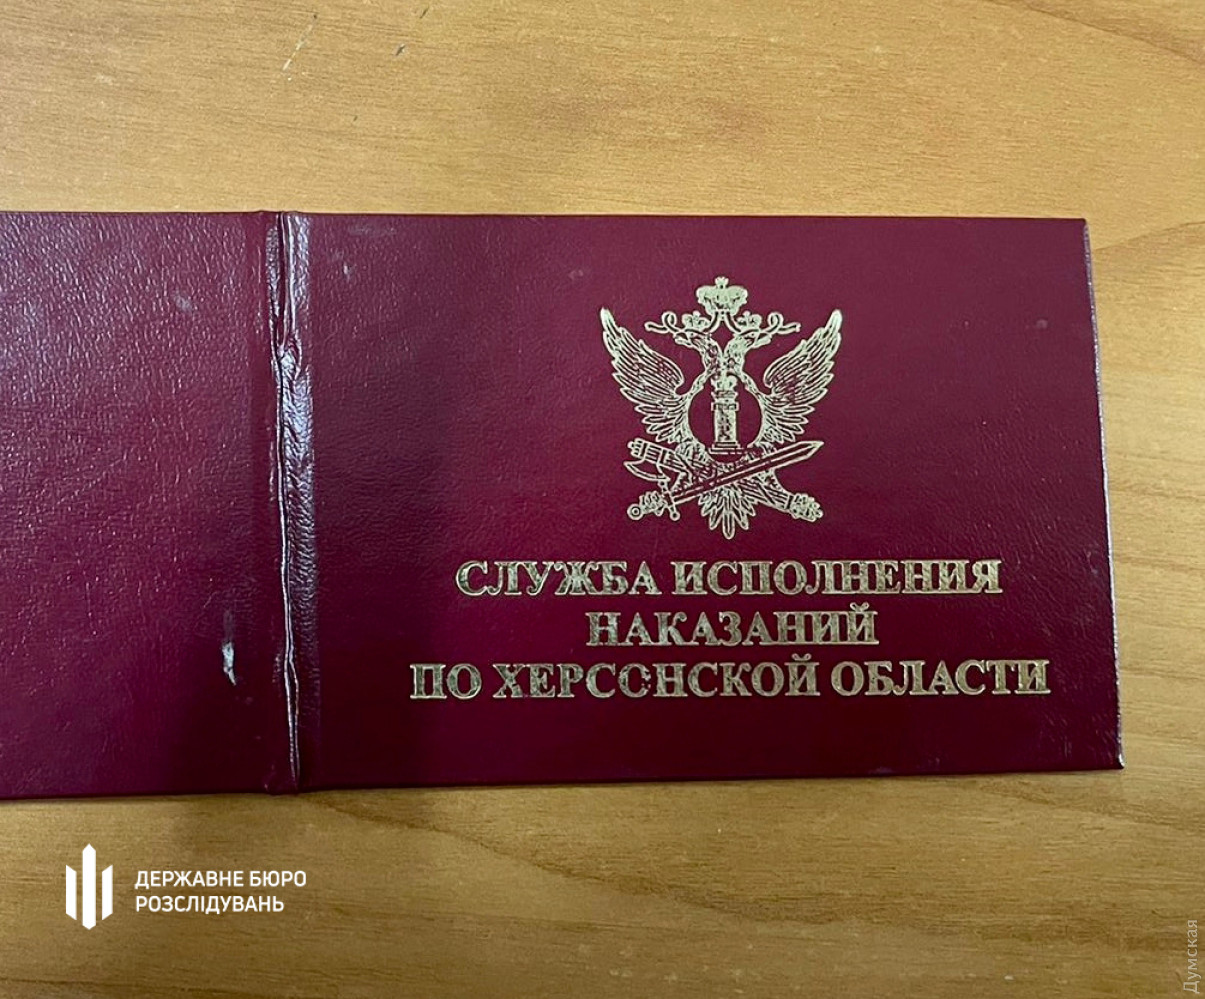 СЛУЖБА ИСПОЛНЕНИЯ
НАКАЗАНИЙ
ПО ХЕРСОНСКОЙ ОБЛАСТИ
ДЕРЖАВНЕ БЮРО
РОЗСЛІДУВАНЬ
Думская